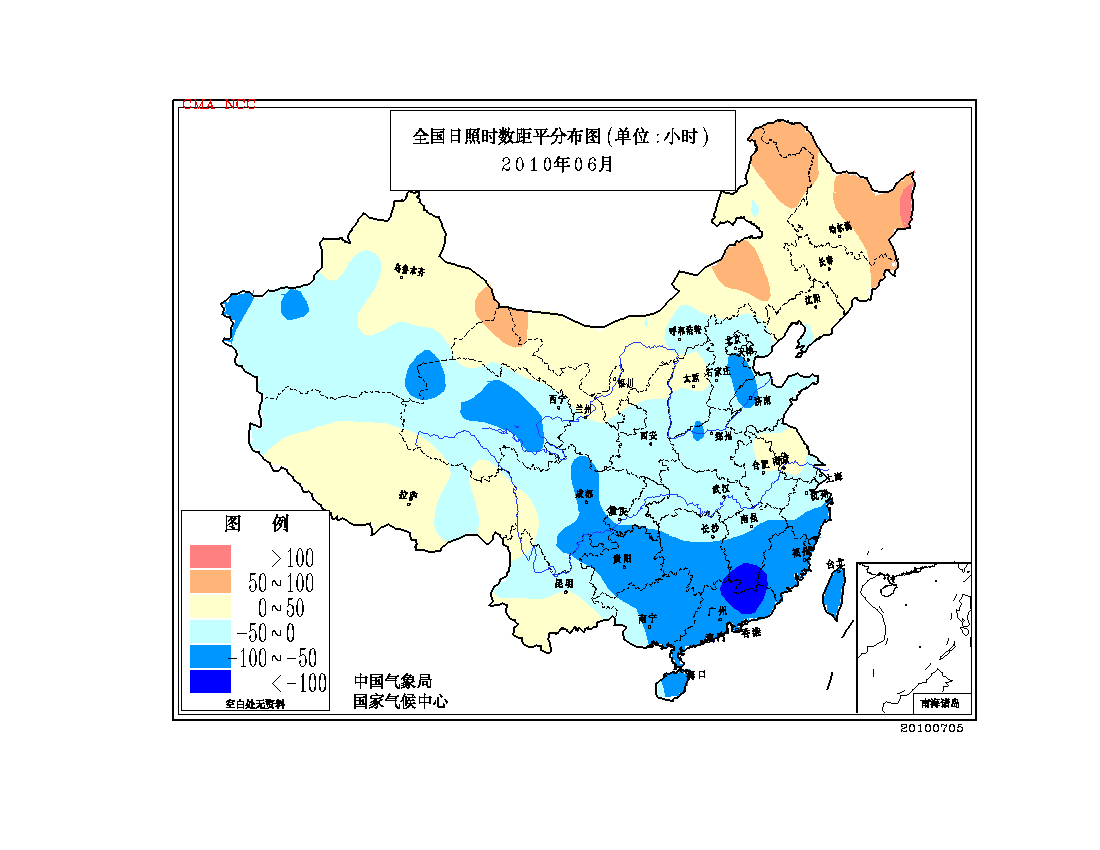 CMA NCC
全国日照时数距平分布图(单位:小时)
2010年06月
哈尔滨
长春
乌鲁木齐
沈阳
呼和浩特
北京
天津
银川
太原
石家庄
西宁
济南
兰州
西安
郑州
合肥
南京
上海
拉萨
成都
武汉
杭州
重庆
南昌
长沙
贵阳
福州
台北
昆明
广州
南宁
澳门
香港
海口
图 例
>100
50~100
0~50
-50~0
-100~-50
<-100
空白处无资料
中国气象局
国家气候中心
南海诸岛
20100705